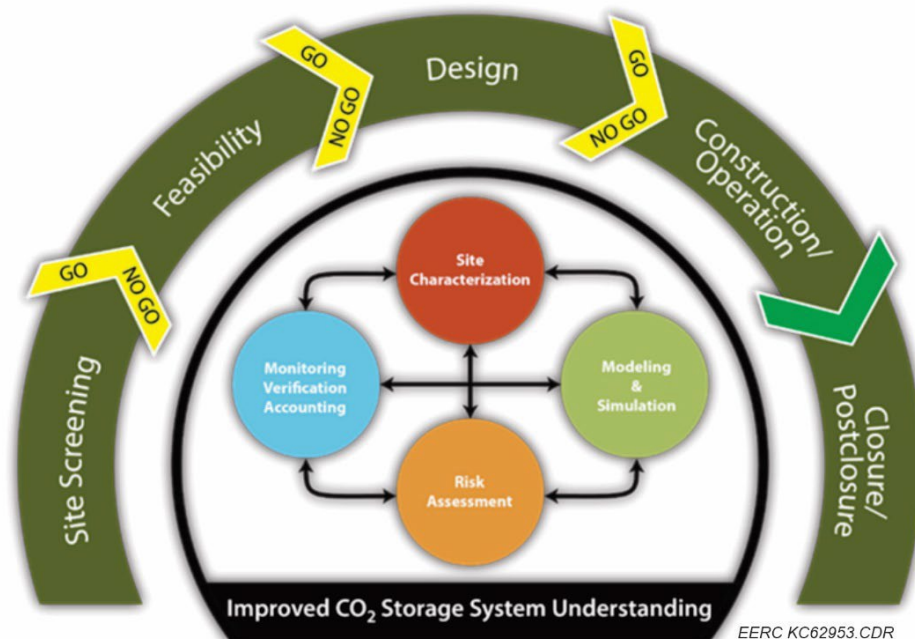 Site Screening
GO
NO GO
Feasibility
GO
NO GO
Design
GO
NO GO
Construction/
Operation
Closure/
Postclosure
Site
Characterization
Monitoring
Verification
Accounting
Modeling
&
Simulation
Risk
Assessment
Improved CO₂ Storage System Understanding
EERC KC62953.CDR